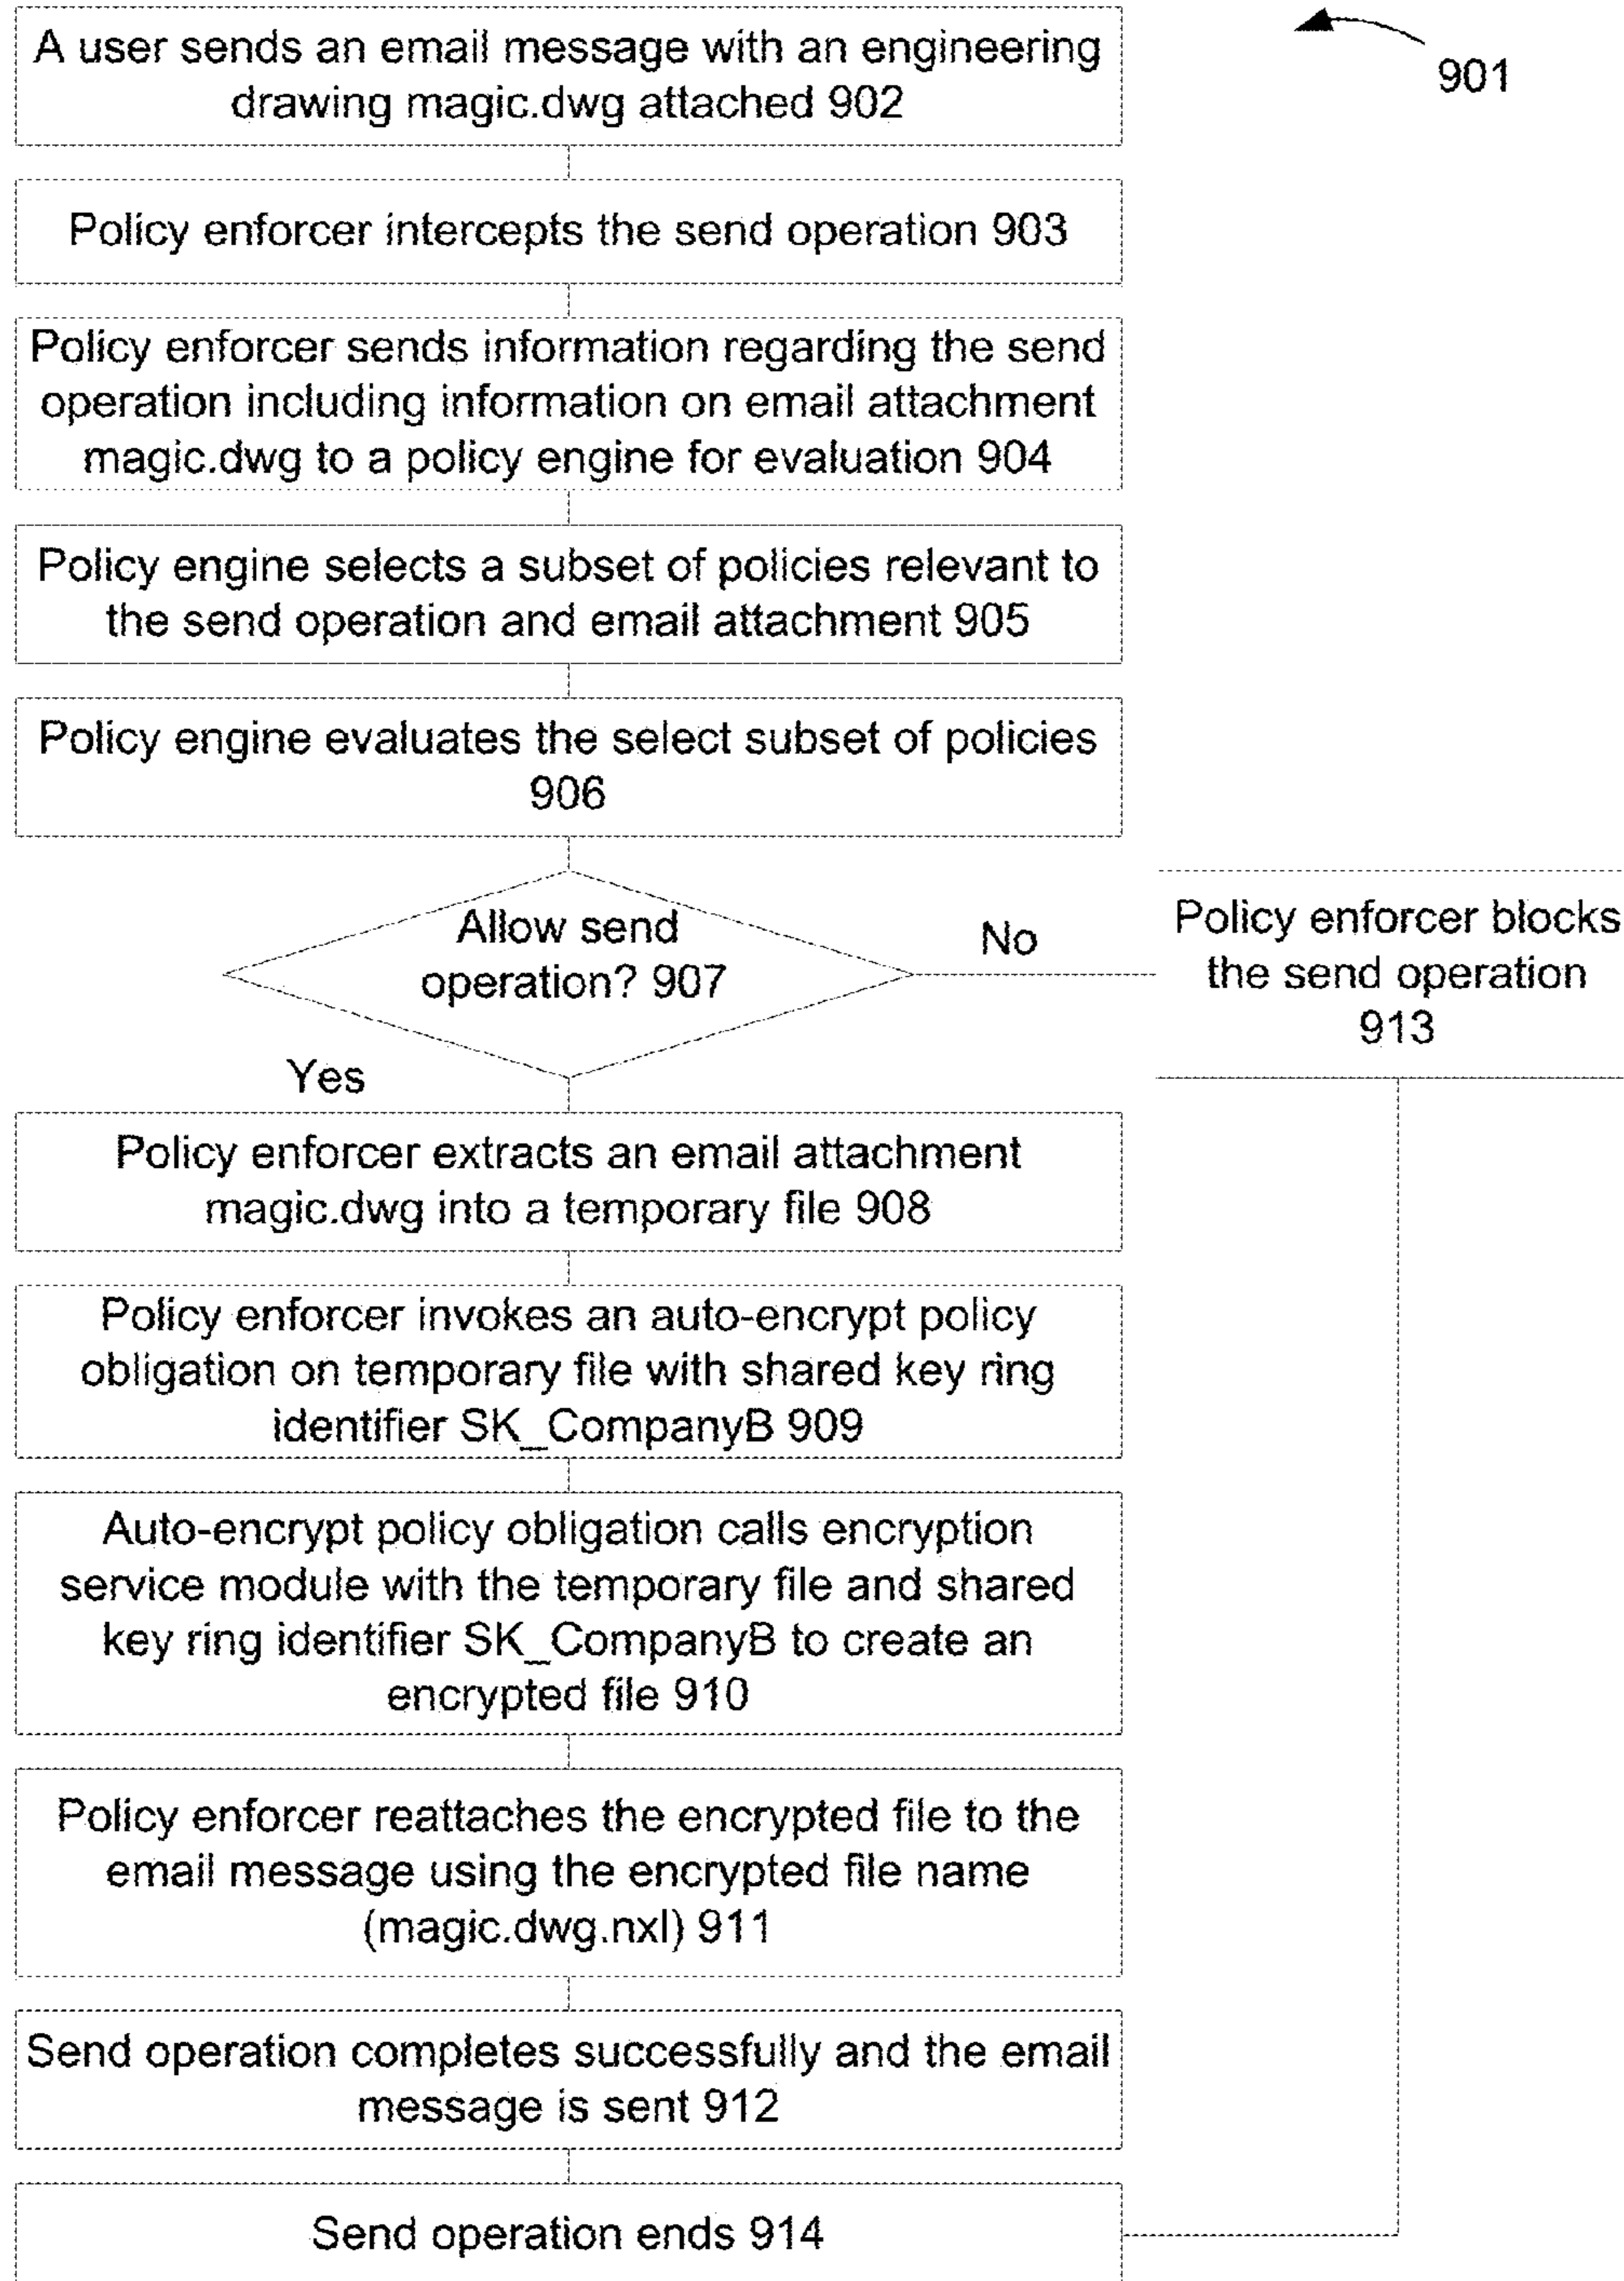 A user sends an email message with an engineering
drawing magic.dwg attached 902
901
Policy enforcer intercepts the send operation 903
Policy enforcer sends information regarding the send
operation including information on email attachment
magic.dwg to a policy engine for evaluation 904
Policy engine selects a subset of policies relevant to
the send operation and email attachment 905
Policy engine evaluates the select subset of policies
906
Allow send
operation? 907
No
Policy enforcer blocks
the send operation
913
Yes
Policy enforcer extracts an email attachment
magic.dwg into a temporary file 908
Policy enforcer invokes an auto-encrypt policy
obligation on temporary file with shared key ring
identifier SK_CompanyB 909
Auto-encrypt policy obligation calls encryption
service module with the temporary file and shared
key ring identifier SK_CompanyB to create an
encrypted file 910
Policy enforcer reattaches the encrypted file to the
email message using the encrypted file name
(magic.dwg.nxl) 911
Send operation completes successfully and the email
message is sent 912
Send operation ends 914